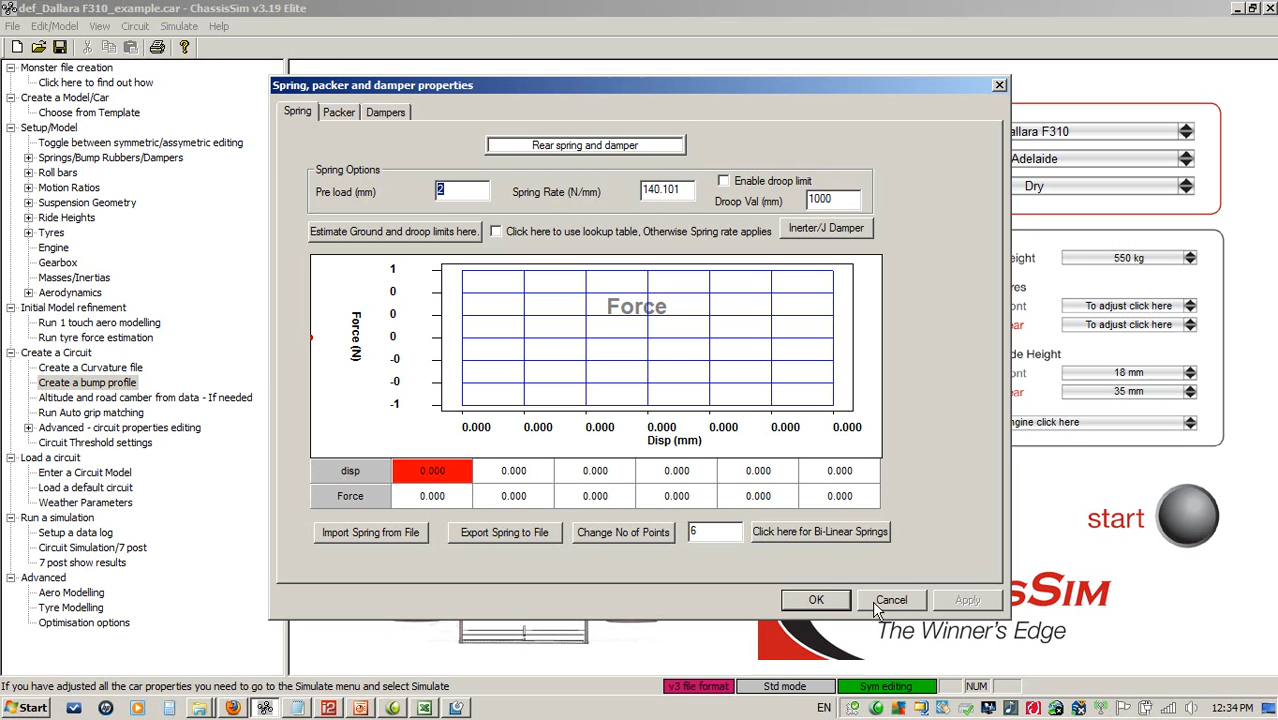 def_Dallara F310_example.car - ChassisSim v3.19 Elite
File Edit/Model View Circuit Simulate Help
Monster file creation
Click here to find out how
Create a Model/Car
Choose from Template
Setup/Model
Toggle between symmetric/assymetric editing
Springs/Bump Rubbers/Dampers
Roll bars
Motion Ratios
Suspension Geometry
Ride Heights
Tyres
Engine
Gearbox
Masses/Inertias
Aerodynamics
Initial Model refinement
Run 1 touch aero modelling
Run tyre force estimation
Create a Circuit
Create a Curvature file
Create a bump profile
Altitude and road camber from data - If needed
Run Auto grip matching
Advanced - circuit properties editing
Circuit Threshold settings
Load a circuit
Enter a Circuit Model
Load a default circuit
Weather Parameters
Run a simulation
Setup a data log
Circuit Simulation/7 post
7 post show results
Advanced
Aero Modelling
Tyre Modelling
Optimisation options
Spring, packer and damper properties
Spring Packer Dampers
Rear spring and damper
Spring Options
Pre load (mm) 2 Spring Rate (N/mm) 140.101
Enable droop limit
Droop Val (mm) 1000
Estimate Ground and droop limits here.
Click here to use lookup table, Otherwise Spring rate applies
Inerter/J Damper
Force
Force (N)
1
0
0
0
-0
-0
-1
0.000 0.000 0.000 0.000 0.000 0.000 0.000
Disp (mm)
disp 0.000 0.000 0.000 0.000 0.000 0.000
Force 0.000 0.000 0.000 0.000 0.000 0.000
Import Spring from File Export Spring to File Change No of Points 6 Click here for Bi-Linear Springs
OK Cancel Apply
allara F310
Adelaide
Dry
eight 550 kg
res
ont To adjust click here
ear To adjust click here
de Height
ont 18 mm
ear 35 mm
ngine click here
start
sSim
The Winner's Edge
If you have adjusted all the car properties you need to go to the Simulate menu and select Simulate
v3 file format Std mode Sym editing NUM
Start
EN
12:34 PM